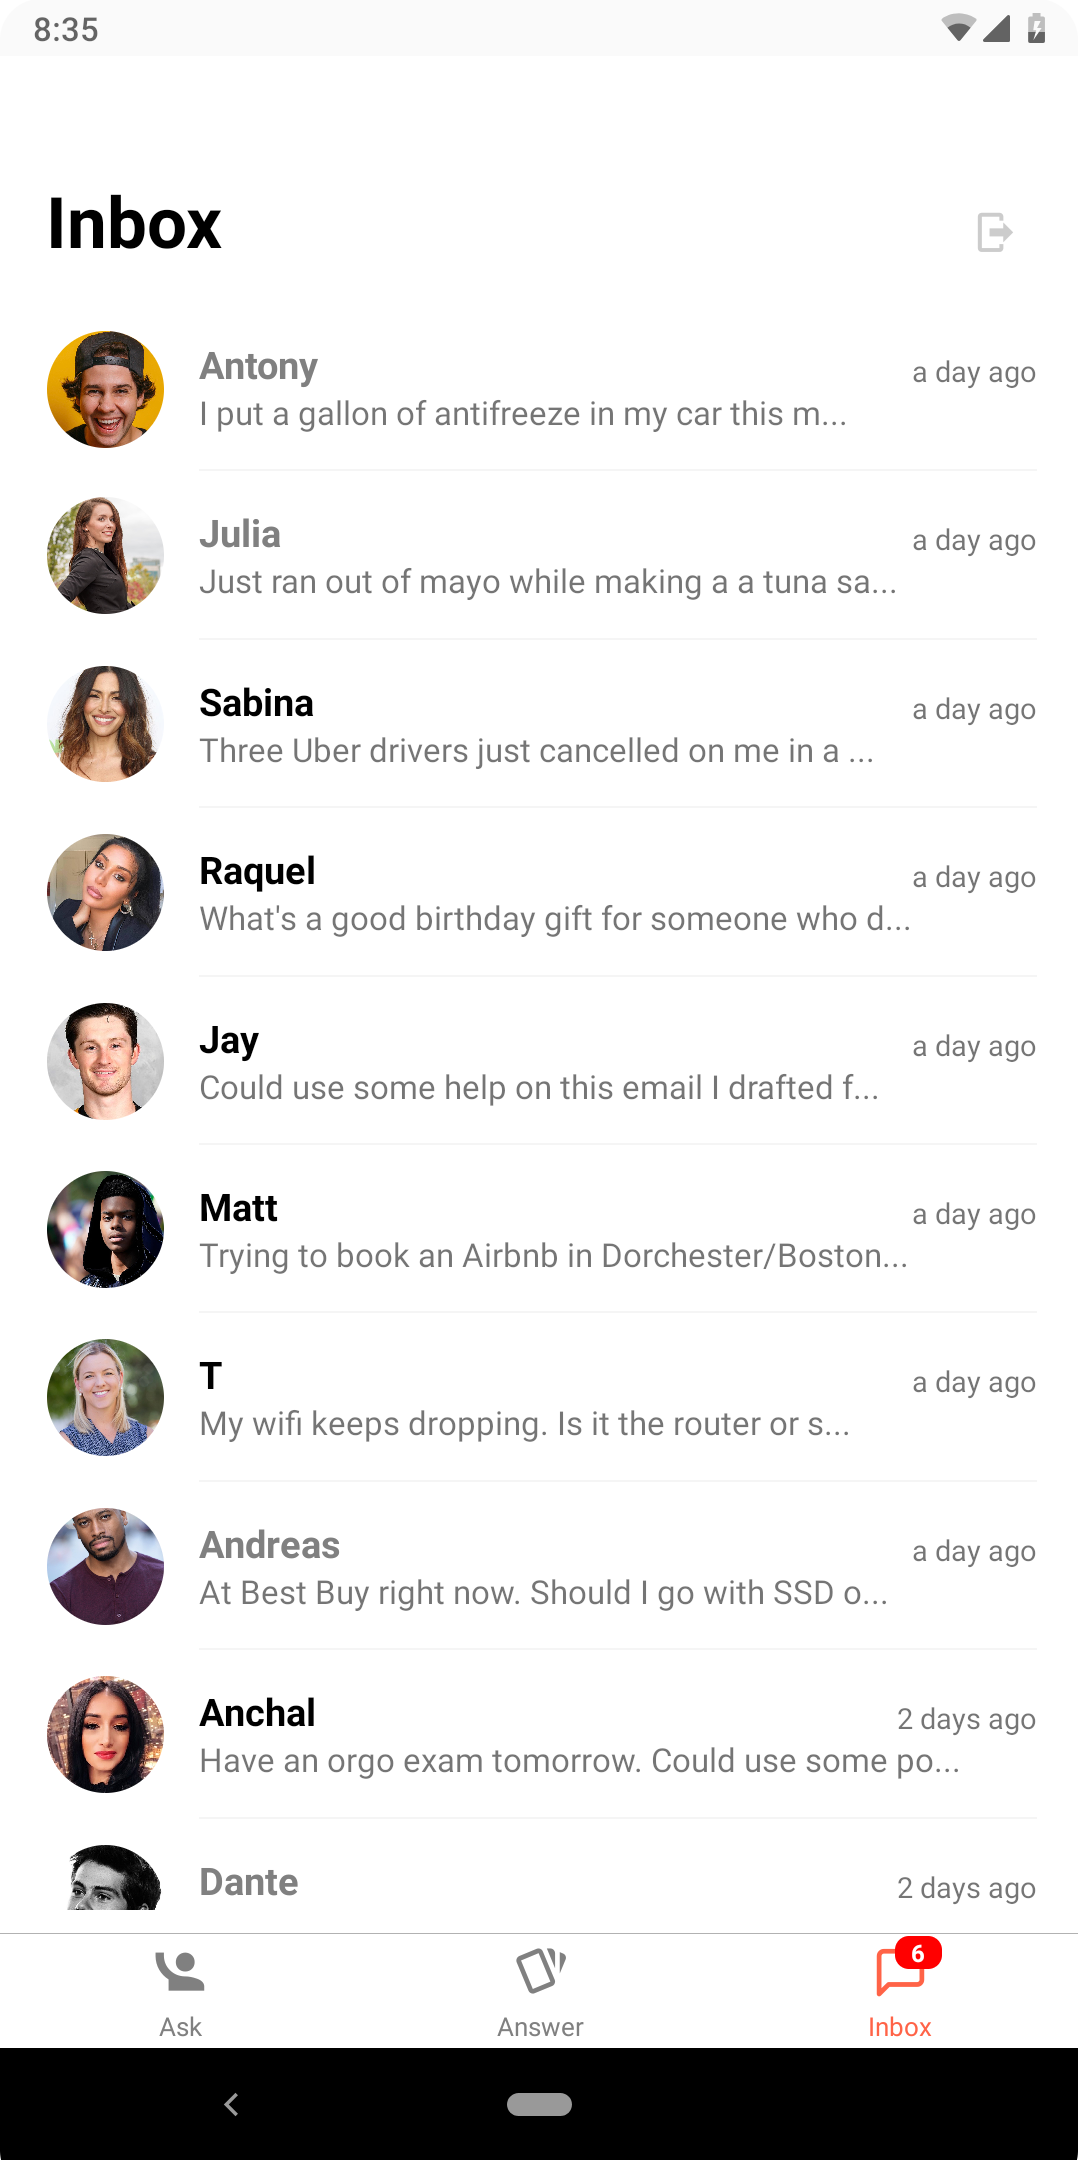 8:35
Inbox
Antony
a day ago
I put a gallon of antifreeze in my car this m...
Julia
a day ago
Just ran out of mayo while making a a tuna sa...
Sabina
a day ago
Three Uber drivers just cancelled on me in a ...
Raquel
a day ago
What's a good birthday gift for someone who d...
Jay
a day ago
Could use some help on this email I drafted f...
Matt
a day ago
Trying to book an Airbnb in Dorchester/Boston...
T
a day ago
My wifi keeps dropping. Is it the router or s...
Andreas
a day ago
At Best Buy right now. Should I go with SSD o...
Anchal
2 days ago
Have an orgo exam tomorrow. Could use some po...
Dante
2 days ago
6
Ask
Answer
Inbox